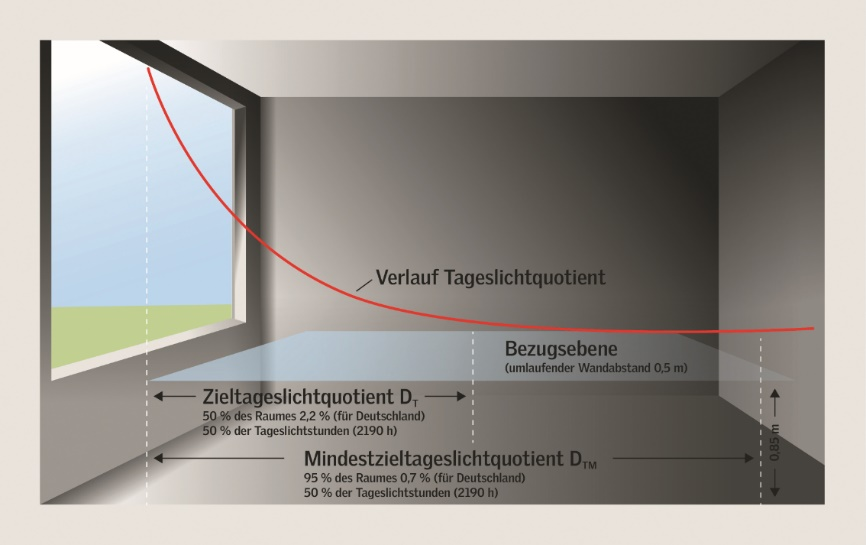 Verlauf Tageslichtquotient
Bezugsebene
(umlaufender Wandabstand 0,5 m)
Zieltageslichtquotient D_T
50 % des Raumes 2,2 % (für Deutschland)
50 % der Tageslichtstunden (2190 h)
0,85 m
Mindestzieltageslichtquotient D_TM
95 % des Raumes 0,7 % (für Deutschland)
50 % der Tageslichtstunden (2190 h)